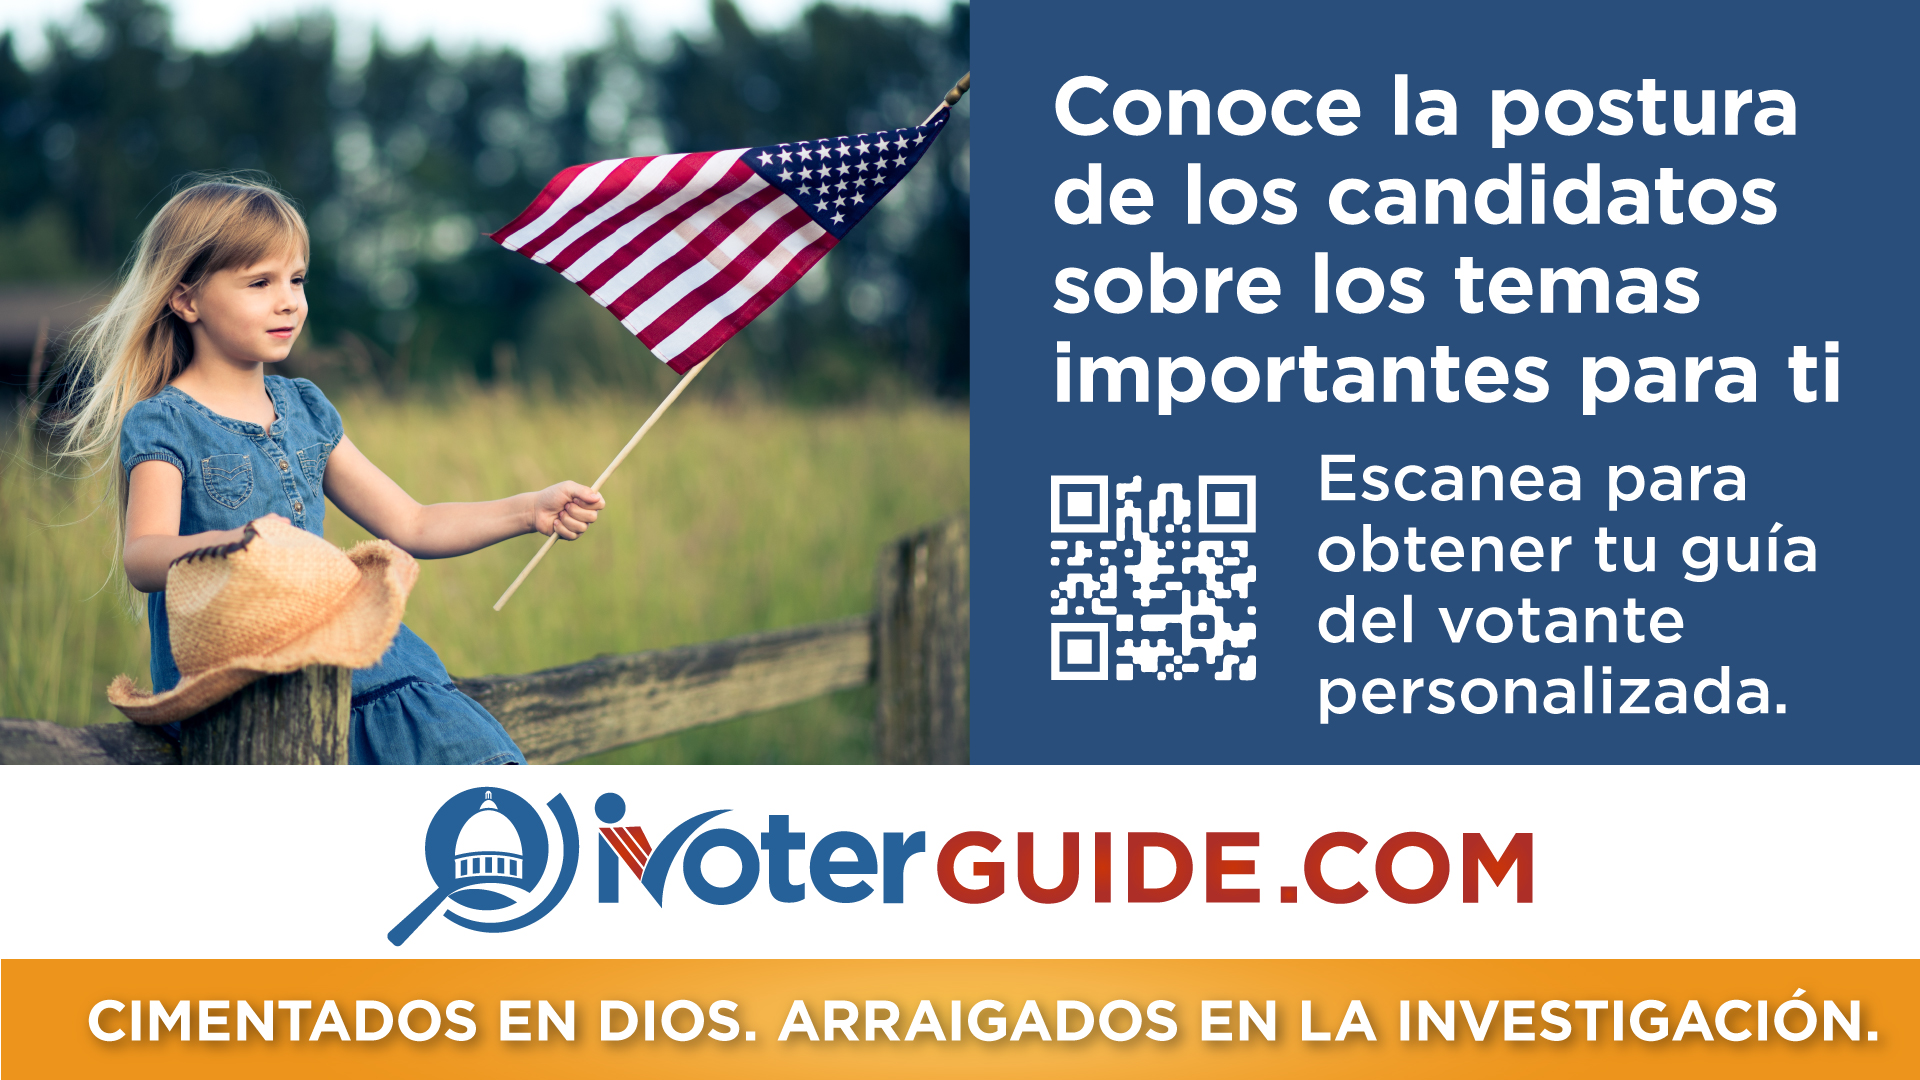 Conoce la postura
de los candidatos
sobre los temas
importantes para ti
Escanea para
obtener tu guía
del votante
personalizada.
ivoterGUIDE.COM
CIMENTADOS EN DIOS. ARRAIGADOS EN LA INVESTIGACIÓN.